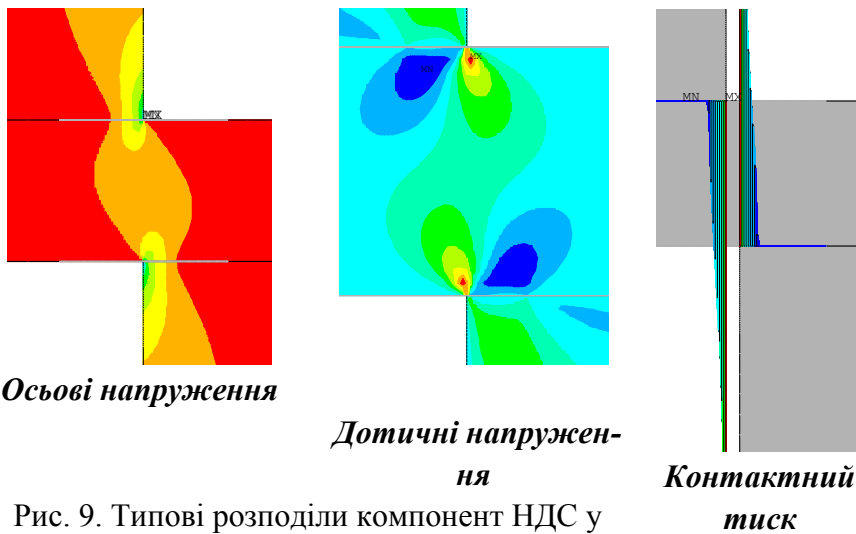 MX
MN
MX
MN
MX
Осьові напруження
Дотичні напружен-
ня
Контактний
тиск
Рис. 9. Типові розподіли компонент НДС у